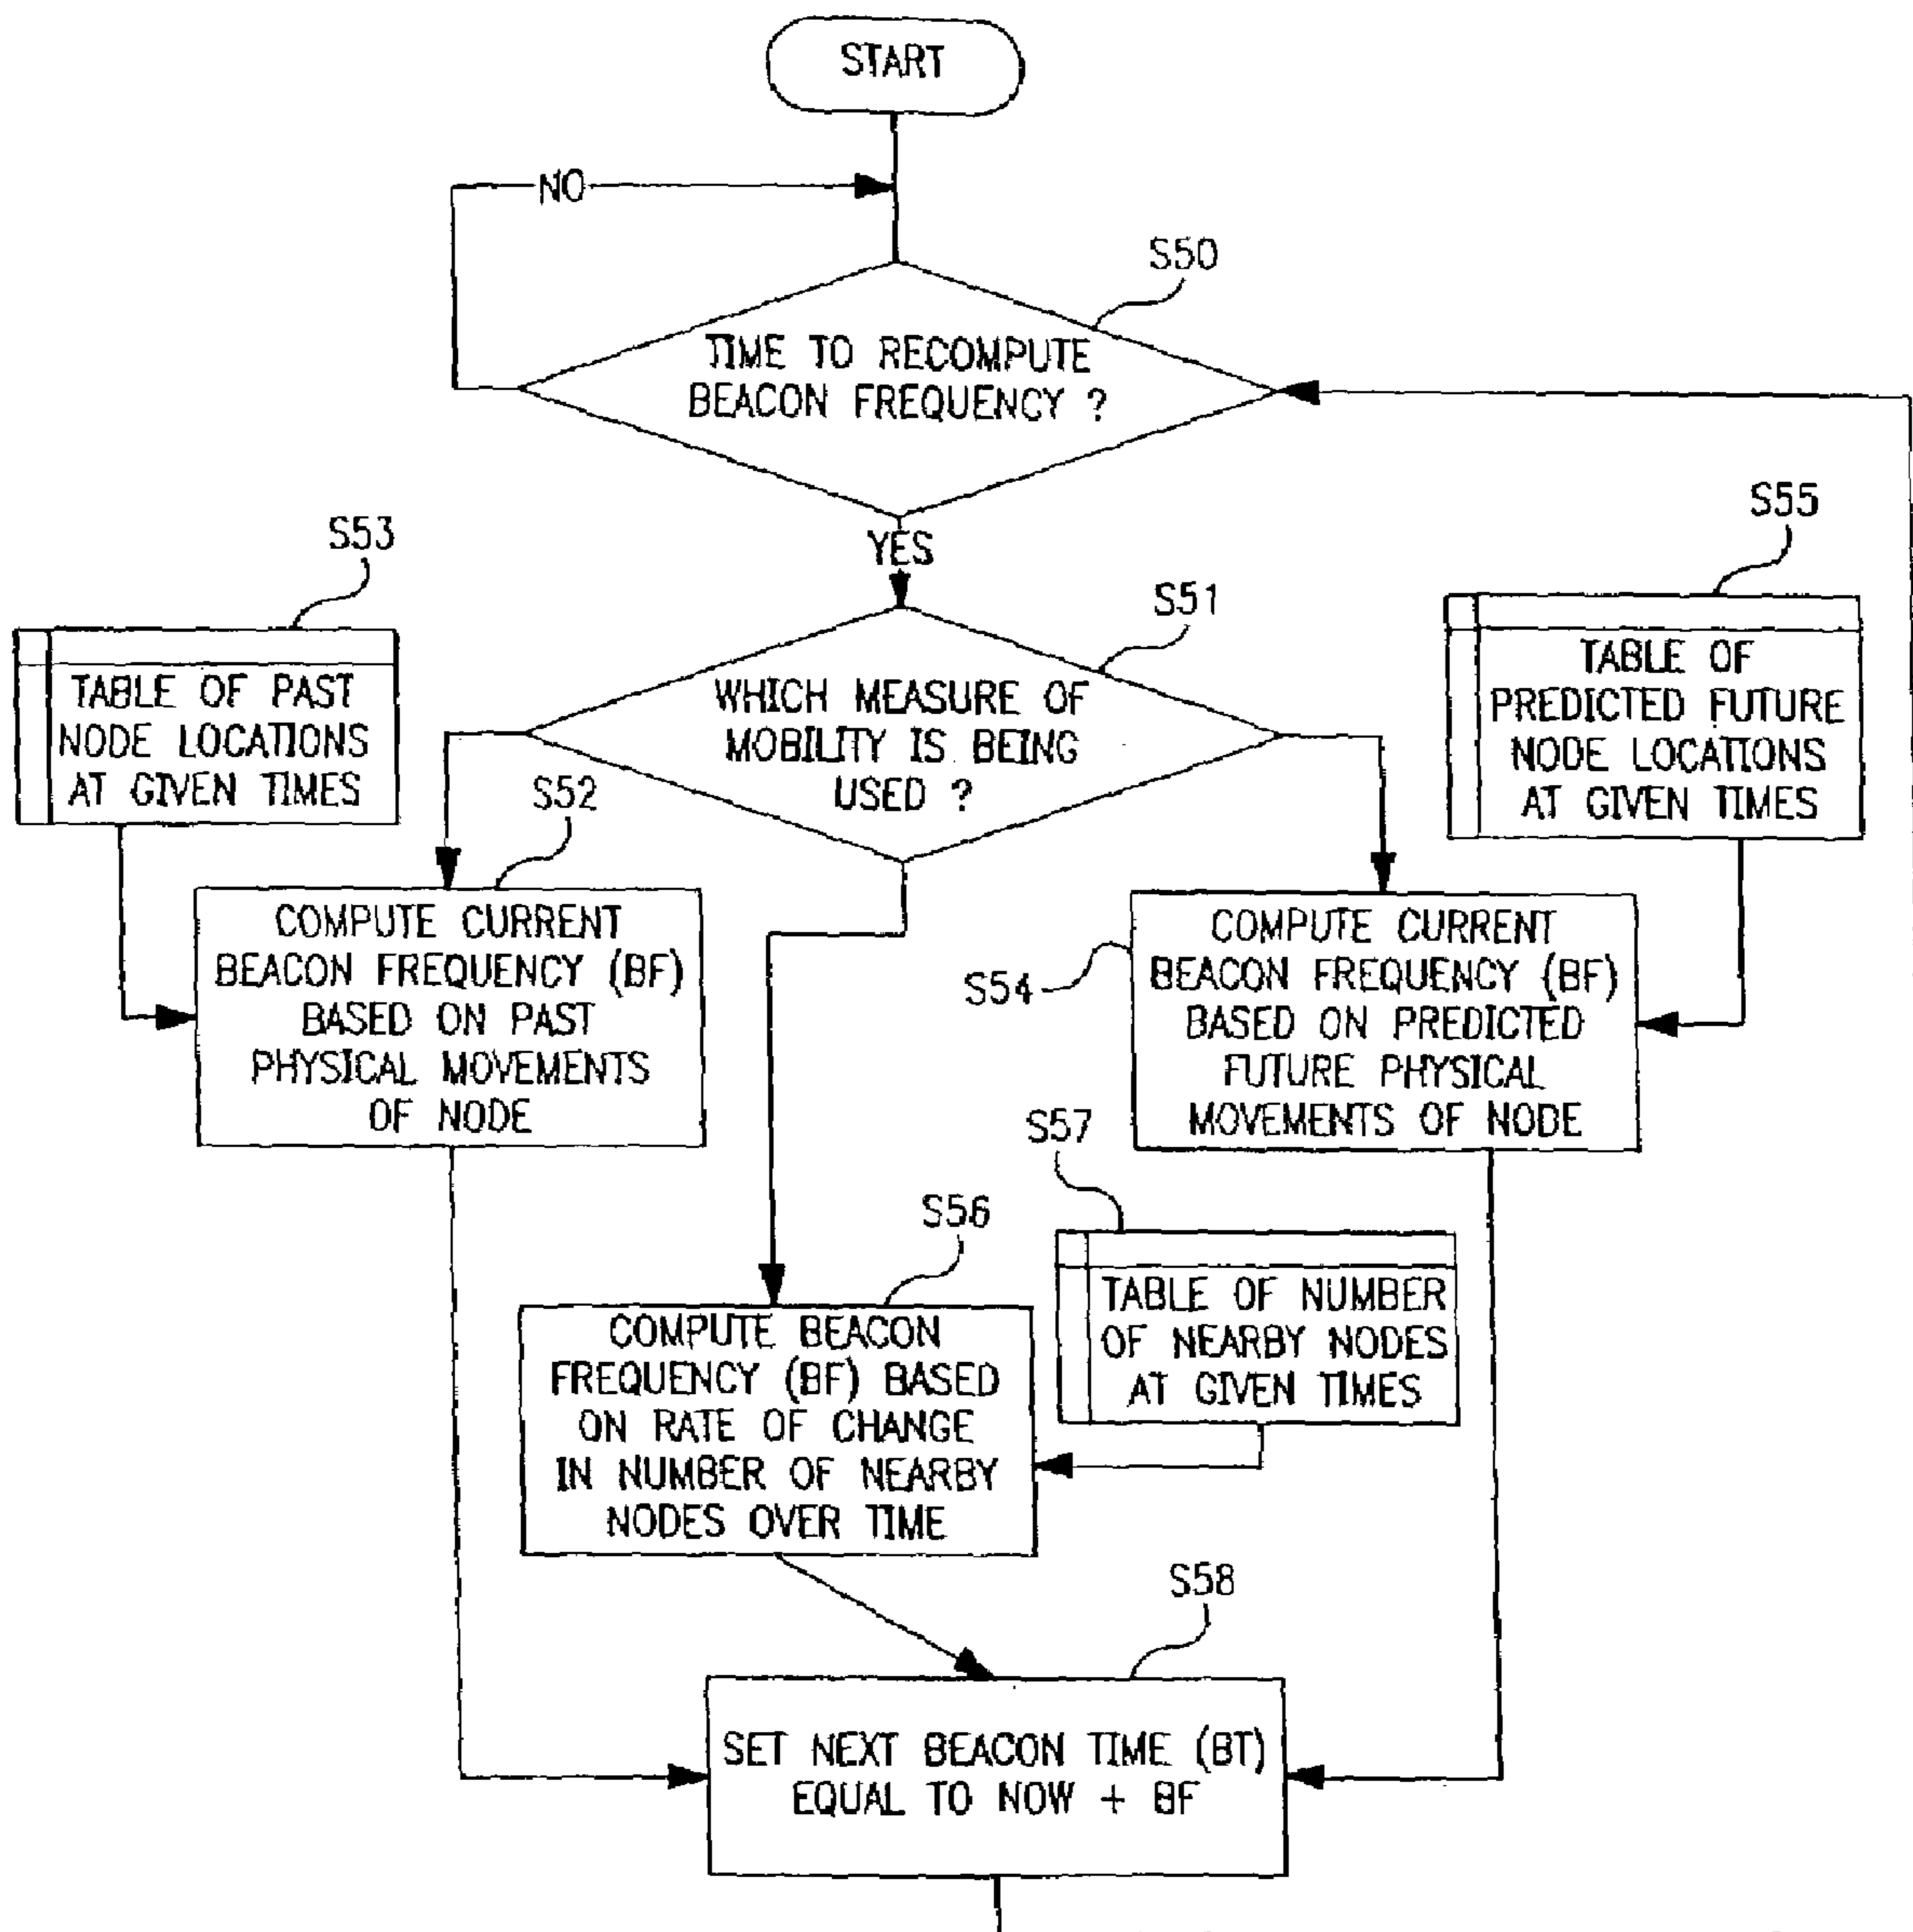 START
NO
S50
TIME TO RECOMPUTE
BEACON FREQUENCY ?
YES
S53
S55
S51
TABLE OF PAST
NODE LOCATIONS
AT GIVEN TIMES
WHICH MEASURE OF
MOBILITY IS BEING
USED ?
TABLE OF
PREDICTED FUTURE
NODE LOCATIONS
AT GIVEN TIMES
S52
COMPUTE CURRENT
BEACON FREQUENCY (BF)
BASED ON PAST
PHYSICAL MOVEMENTS
OF NODE
S54
COMPUTE CURRENT
BEACON FREQUENCY (BF)
BASED ON PREDICTED
FUTURE PHYSICAL
MOVEMENTS OF NODE
S57
S56
TABLE OF NUMBER
OF NEARBY NODES
AT GIVEN TIMES
COMPUTE BEACON
FREQUENCY (BF) BASED
ON RATE OF CHANGE
IN NUMBER OF NEARBY
NODES OVER TIME
S58
SET NEXT BEACON TIME (BT)
EQUAL TO NOW + BF